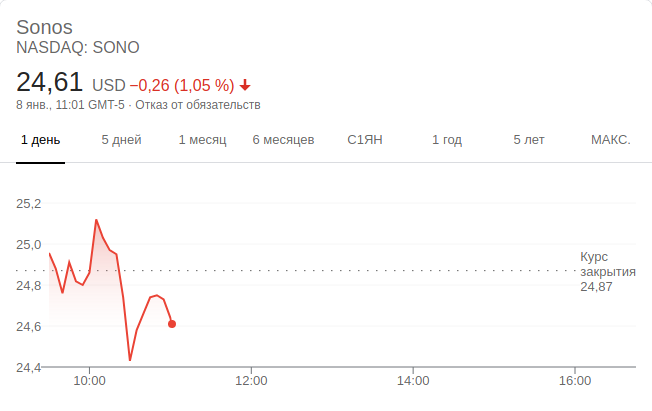 Sonos
NASDAQ: SONO
24,61 USD −0,26 (1,05 %)
8 янв., 11:01 GMT-5 · Отказ от обязательств
1 день 5 дней 1 месяц 6 месяцев С1ЯН 1 год 5 лет МАКС.
25,2
25,0
24,8
24,6
24,4
Курс
закрытия
24,87
10:00 12:00 14:00 16:00